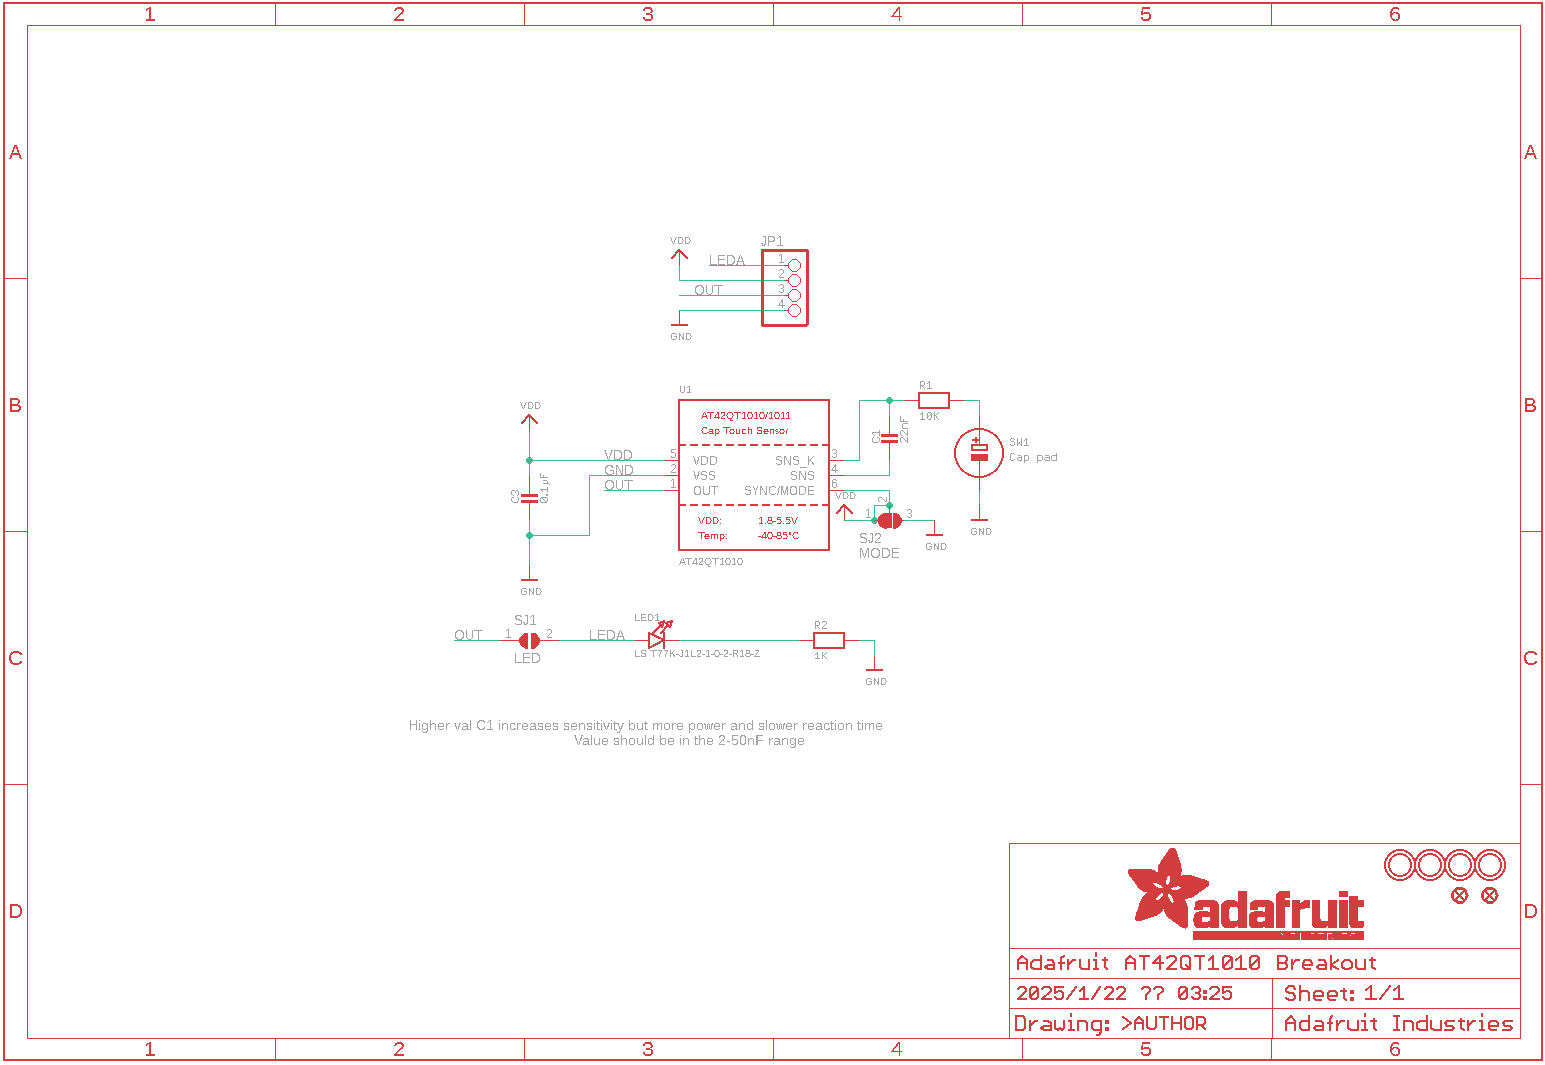 1 2 3 4 5 6
A A
VDD
JP1
LEDA 1
2
OUT 3
4
GND
B B
U1
AT42QT1010/1011
Cap Touch Sensor
VDD 5 VDD SNS_K 3
GND 2 VSS SNS 4
OUT 1 OUT SYNC/MODE 6
VDD: 1.8-5.5V
Temp: -40-85°C
AT42QT1010
VDD
C3
0.1µF
GND
R1
10K
C1
22nF
SW1
Cap pad
GND
VDD
1 2 3
SJ2
MODE
GND
C C
OUT 1 SJ1 2 LEDA
LED
LED1
LS T77K-J1L2-1-0-2-R18-Z
R2
1K
GND
Higher val C1 increases sensitivity but more power and slower reaction time
Value should be in the 2-50nF range
D D
adafruit
Adafruit AT42QT1010 Breakout
2025/1/22 ?? 03:25 Sheet: 1/1
Drawing: >AUTHOR Adafruit Industries
1 2 3 4 5 6